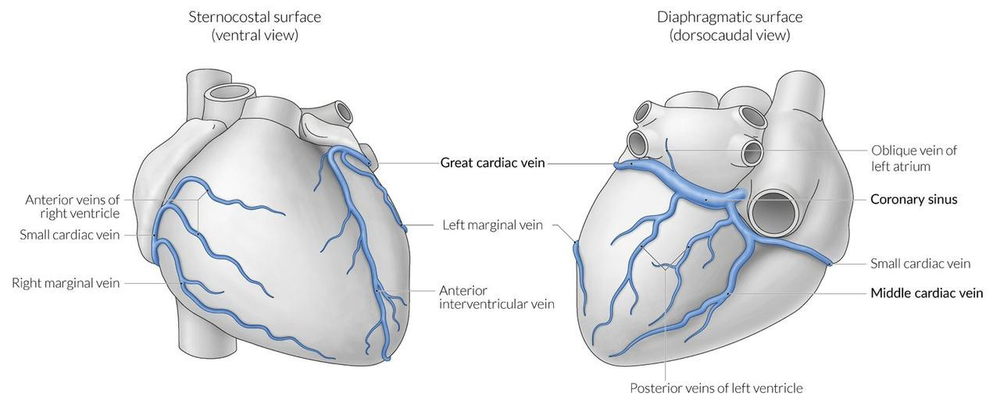 Sternocostal surface
(ventral view)
Diaphragmatic surface
(dorsocaudal view)
Anterior veins of
right ventricle
Small cardiac vein
Right marginal vein
Great cardiac vein
Left marginal vein
Anterior
interventricular vein
Oblique vein of
left atrium
Coronary sinus
Small cardiac vein
Middle cardiac vein
Posterior veins of left ventricle